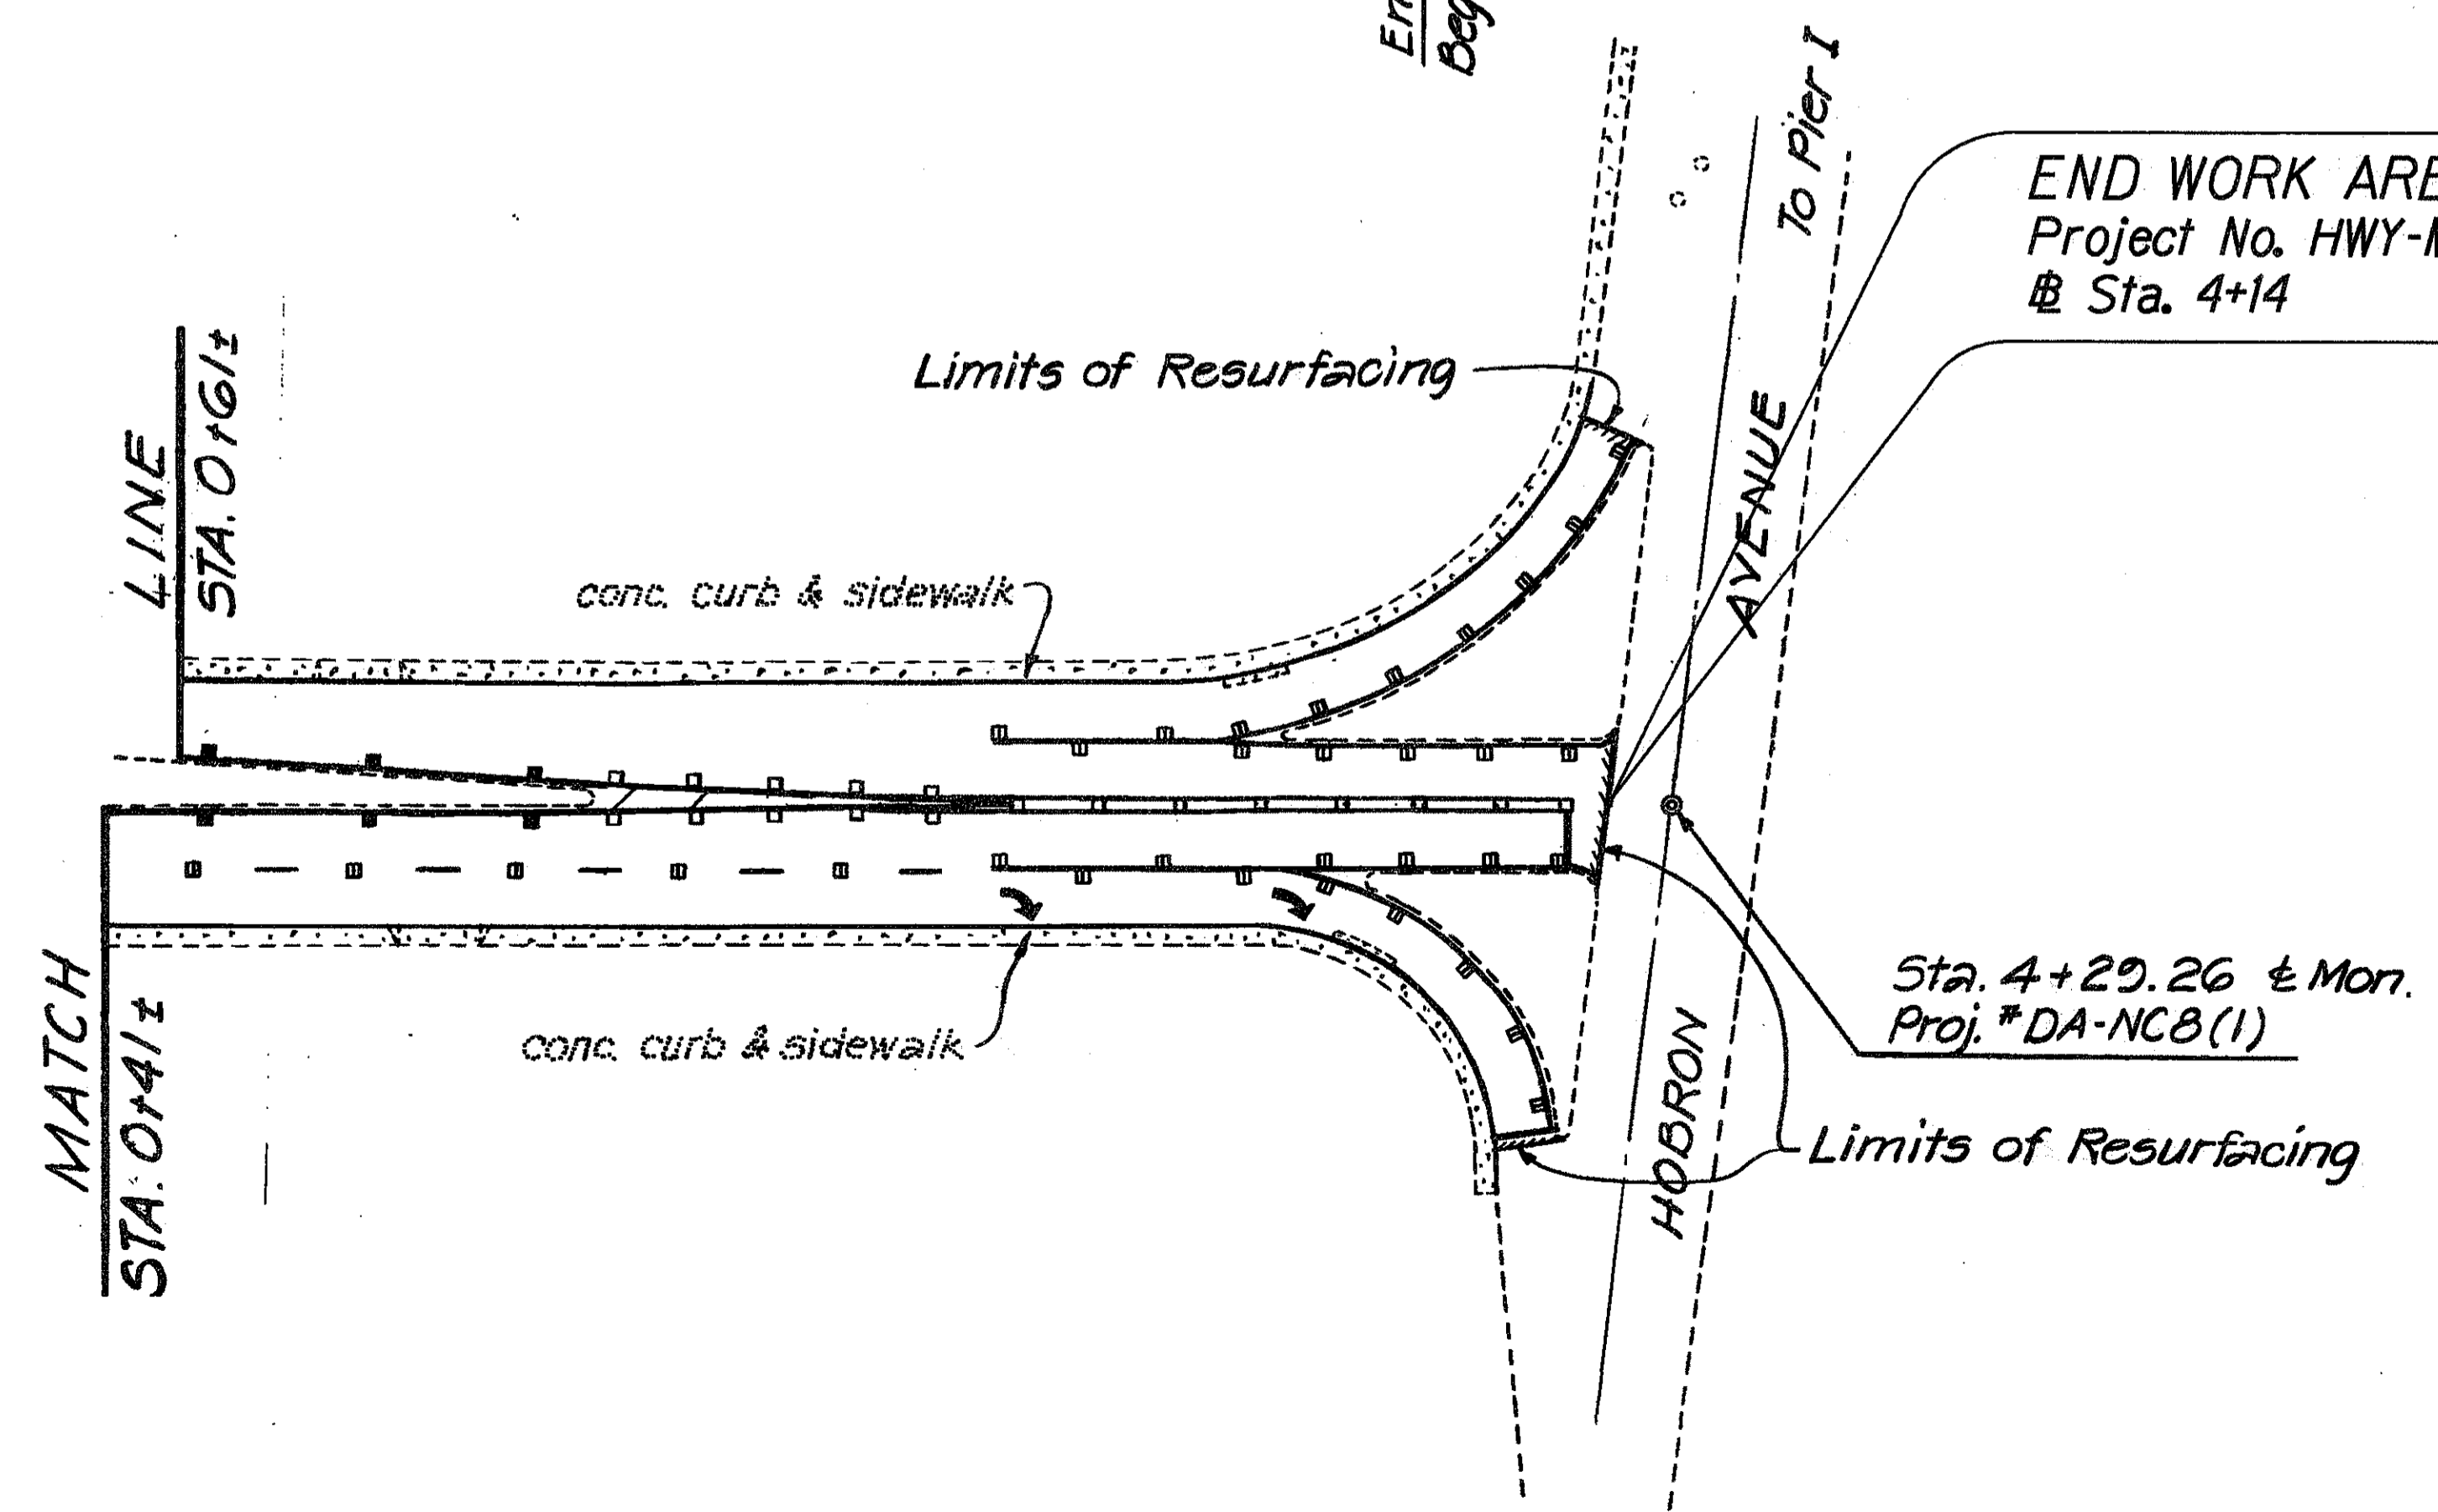 To Pier I
END WORK
Project No.
℄ Sta. 4+14
Limits of Resurfacing
LINE
STA. 0+61±
AVENUE
conc. curb & sidewalk
MATCH
STA. 0+41±
conc. curb & sidewalk
Sta. 4+29.26 ℄ Mon.
Proj. #DA-NC8(1)
HOBRON
Limits of Resurfacing